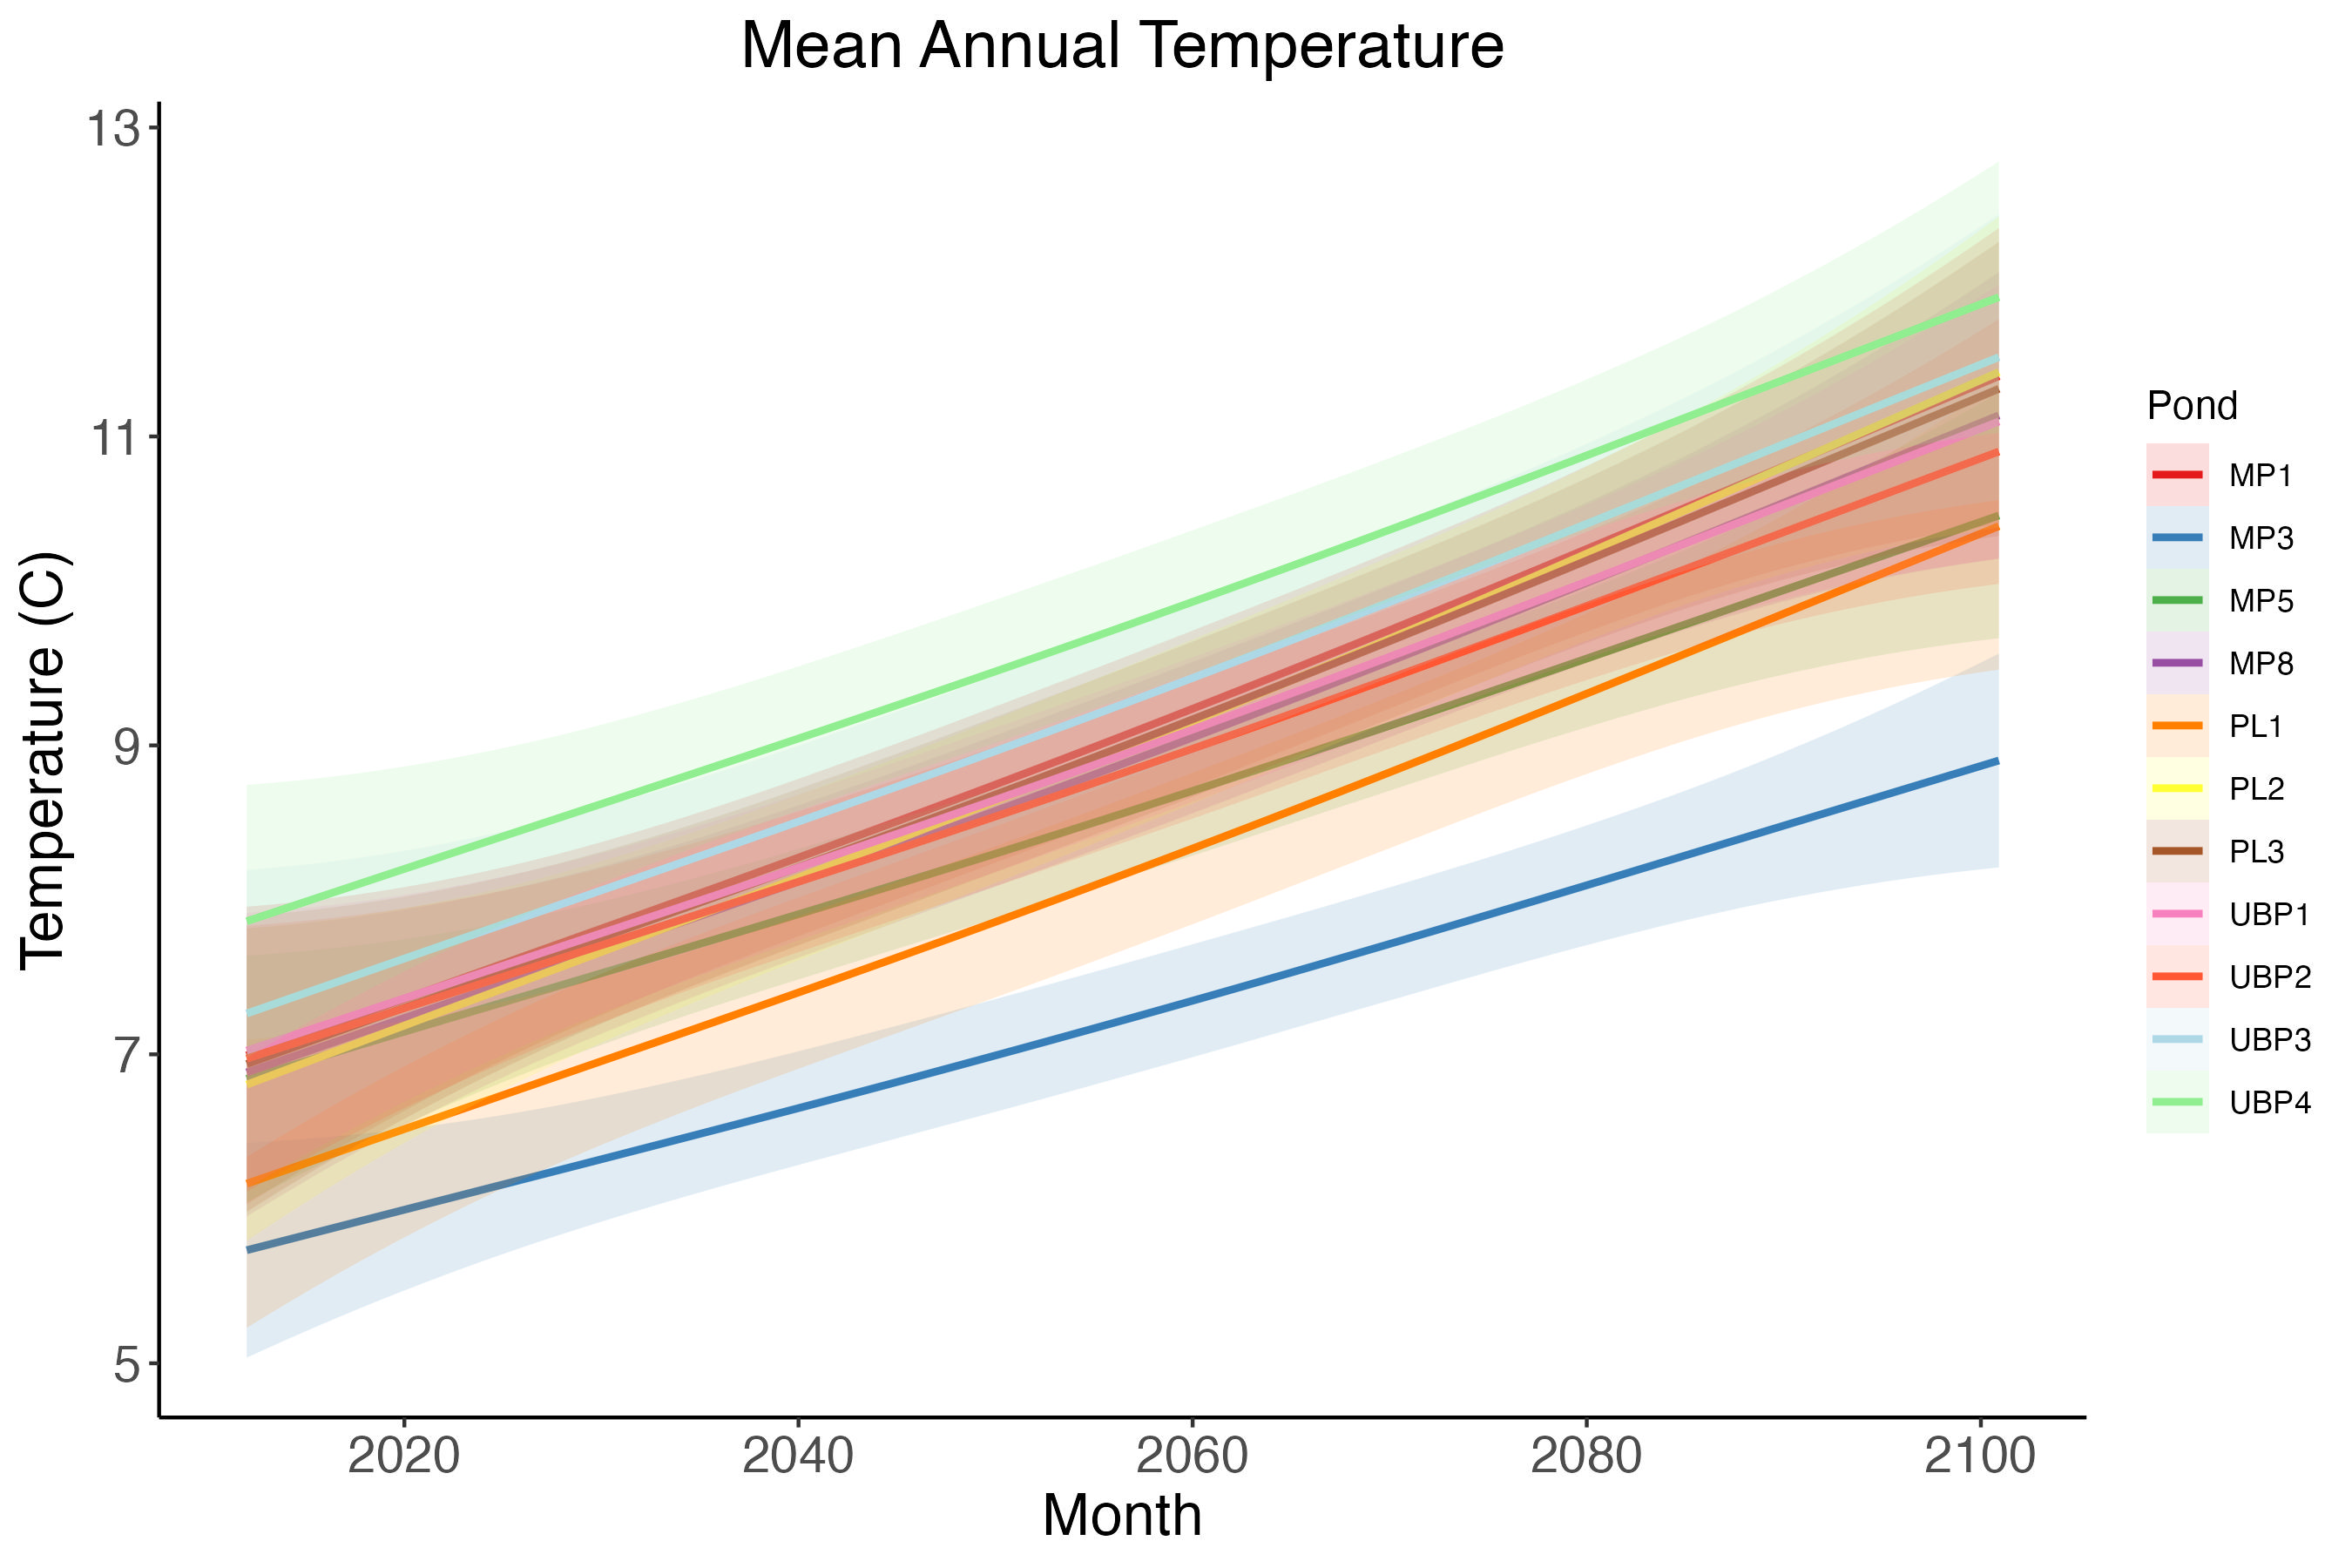 Mean Annual Temperature
Temperature (C)
13
11
9
7
5
2020 2040 2060 2080 2100
Month
Pond
MP1
MP3
MP5
MP8
PL1
PL2
PL3
UBP1
UBP2
UBP3
UBP4